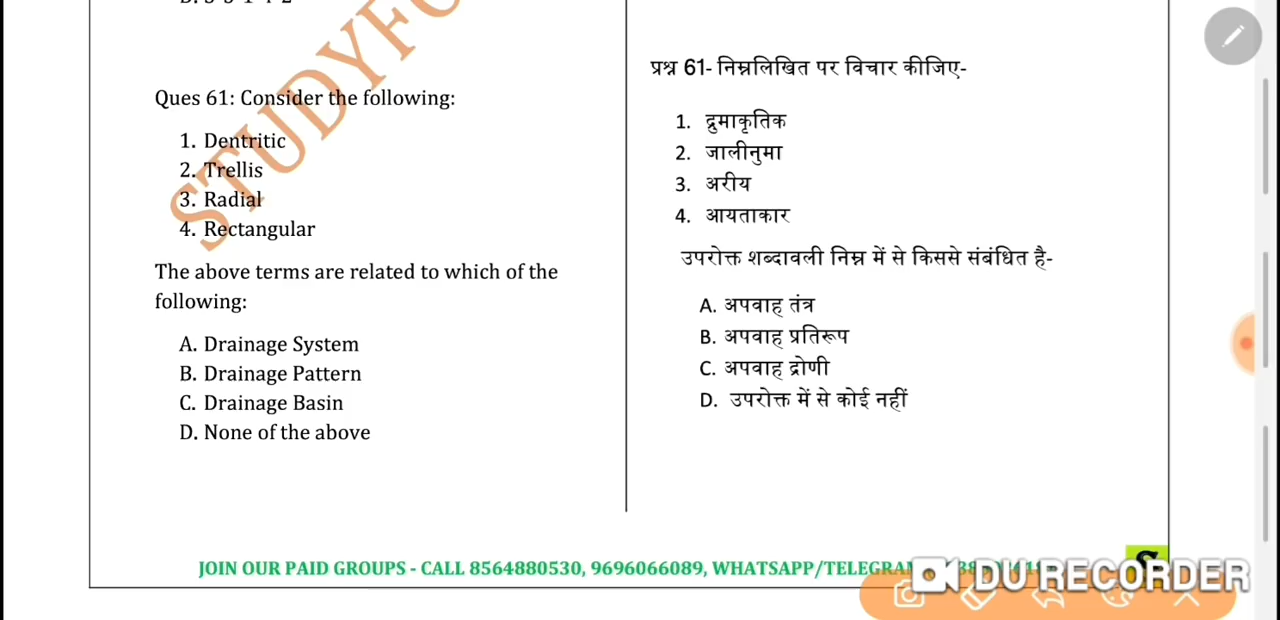 STUDYF
Ques 61: Consider the following:
1. Dentritic
2. Trellis
3. Radial
4. Rectangular
The above terms are related to which of the
following:
A. Drainage System
B. Drainage Pattern
C. Drainage Basin
D. None of the above
प्रश्न 61- निम्नलिखित पर विचार कीजिए-
1. द्रुमाकृतिक
2. जालीनुमा
3. अरीय
4. आयताकार
उपरोक्त शब्दावली निम्न में से किससे संबंधित है-
A. अपवाह तंत्र
B. अपवाह प्रतिरूप
C. अपवाह द्रोणी
D. उपरोक्त में से कोई नहीं
JOIN OUR PAID GROUPS - CALL 8564880530, 9696066089, WHATSAPP/TELEGRA
DU RECORDER